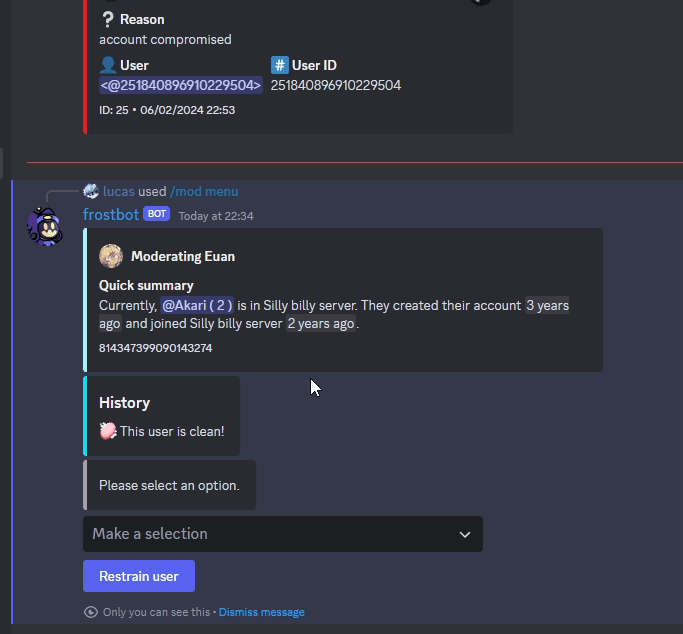 Reason
account compromised
User # User ID
<@251840896910229504> 251840896910229504
ID: 25 • 06/02/2024 22:53
lucas used /mod menu
frostbot BOT Today at 22:34
Moderating Euan
Quick summary
Currently, @Akari ( 2 ) is in Silly billy server. They created their account 3 years
ago and joined Silly billy server 2 years ago.
814347399090143274
History
This user is clean!
Please select an option.
Make a selection
Restrain user
Only you can see this • Dismiss message